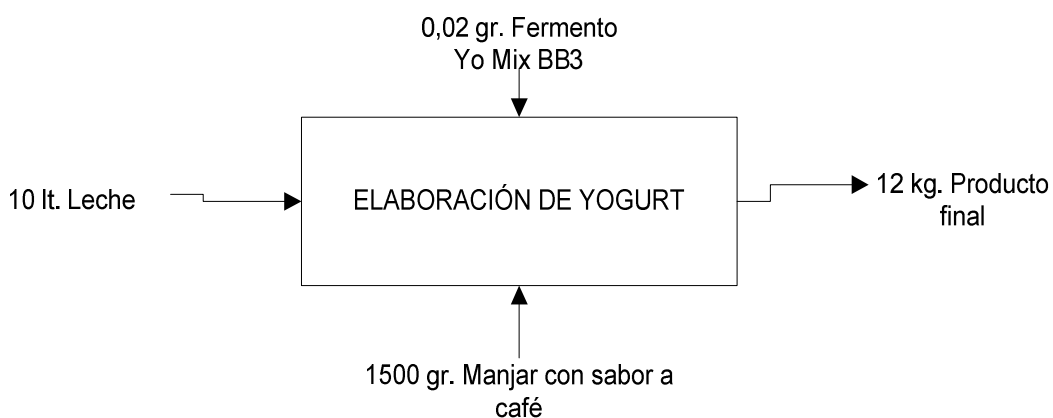 0,02 gr. Fermento
Yo Mix BB3
10 lt. Leche
ELABORACIÓN DE YOGURT
12 kg. Producto
final
1500 gr. Manjar con sabor a
café